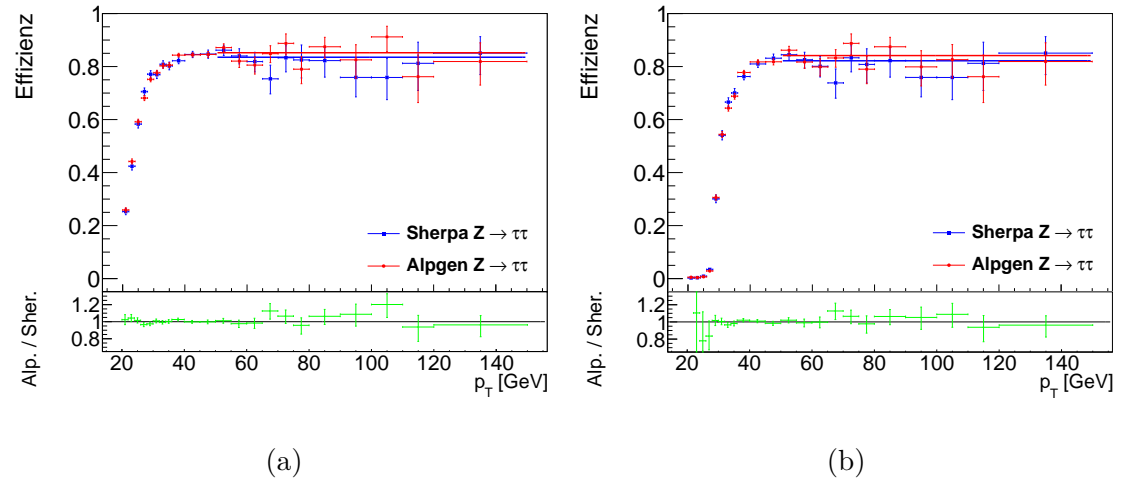 Effizienz
1
0.8
0.6
0.4
0.2
0
Sherpa Z → ττ
Alpgen Z → ττ
Alp. / Sher.
1.2
1
0.8
20 40 60 80 100 120 140
p_T [GeV]
(a)
Effizienz
1
0.8
0.6
0.4
0.2
0
Sherpa Z → ττ
Alpgen Z → ττ
Alp. / Sher.
1.2
1
0.8
20 40 60 80 100 120 140
p_T [GeV]
(b)